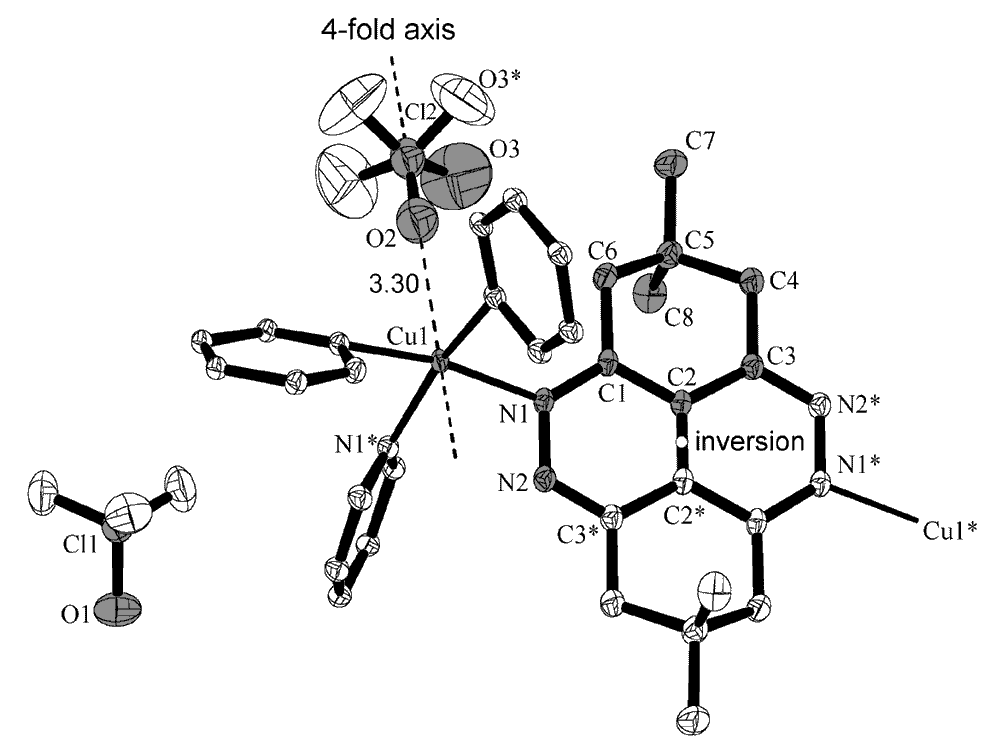 4-fold axis
O3*
Cl2
O3
C7
O2
C6
C5
C4
3.30
C8
Cu1
C1
C2
C3
N1
N2*
inversion
N1*
N1*
N2
C3*
C2*
Cu1*
Cl1
O1